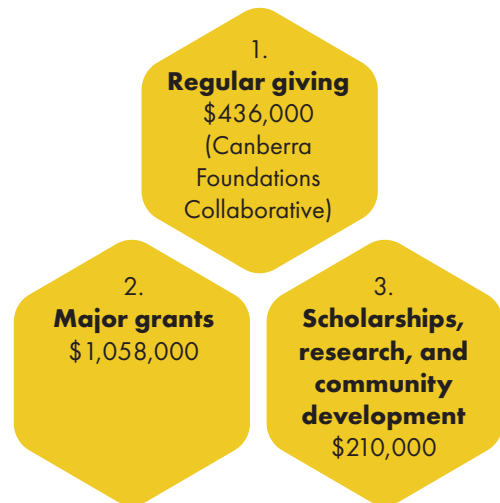 1.
Regular giving
$436,000
(Canberra
Foundations
Collaborative)
2.
Major grants
$1,058,000
3.
Scholarships,
research, and
community
development
$210,000